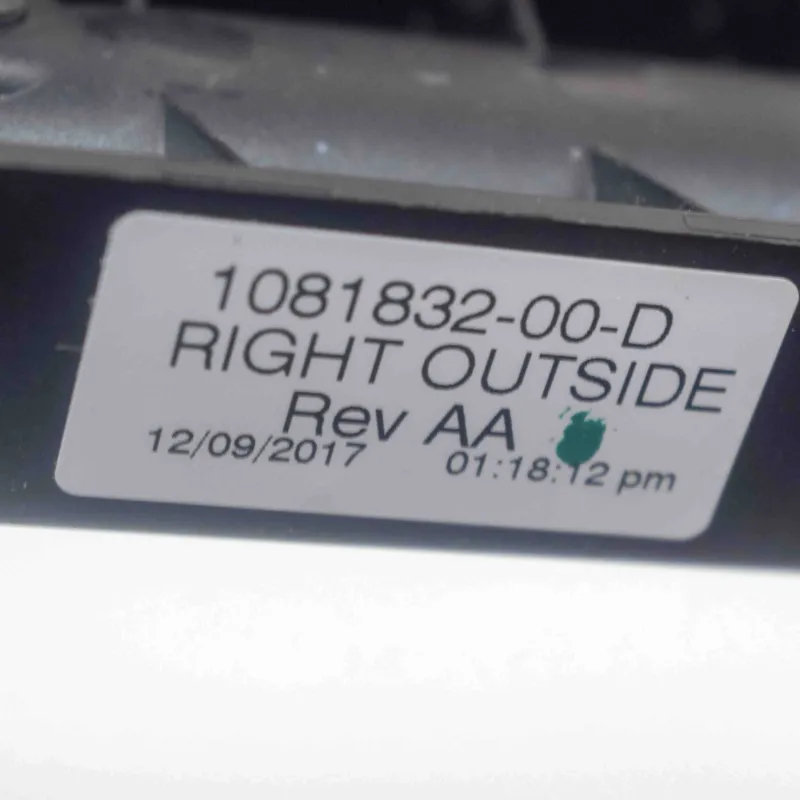 1081832-00-D
RIGHT OUTSIDE
Rev AA
12/09/2017 01:18:12 pm